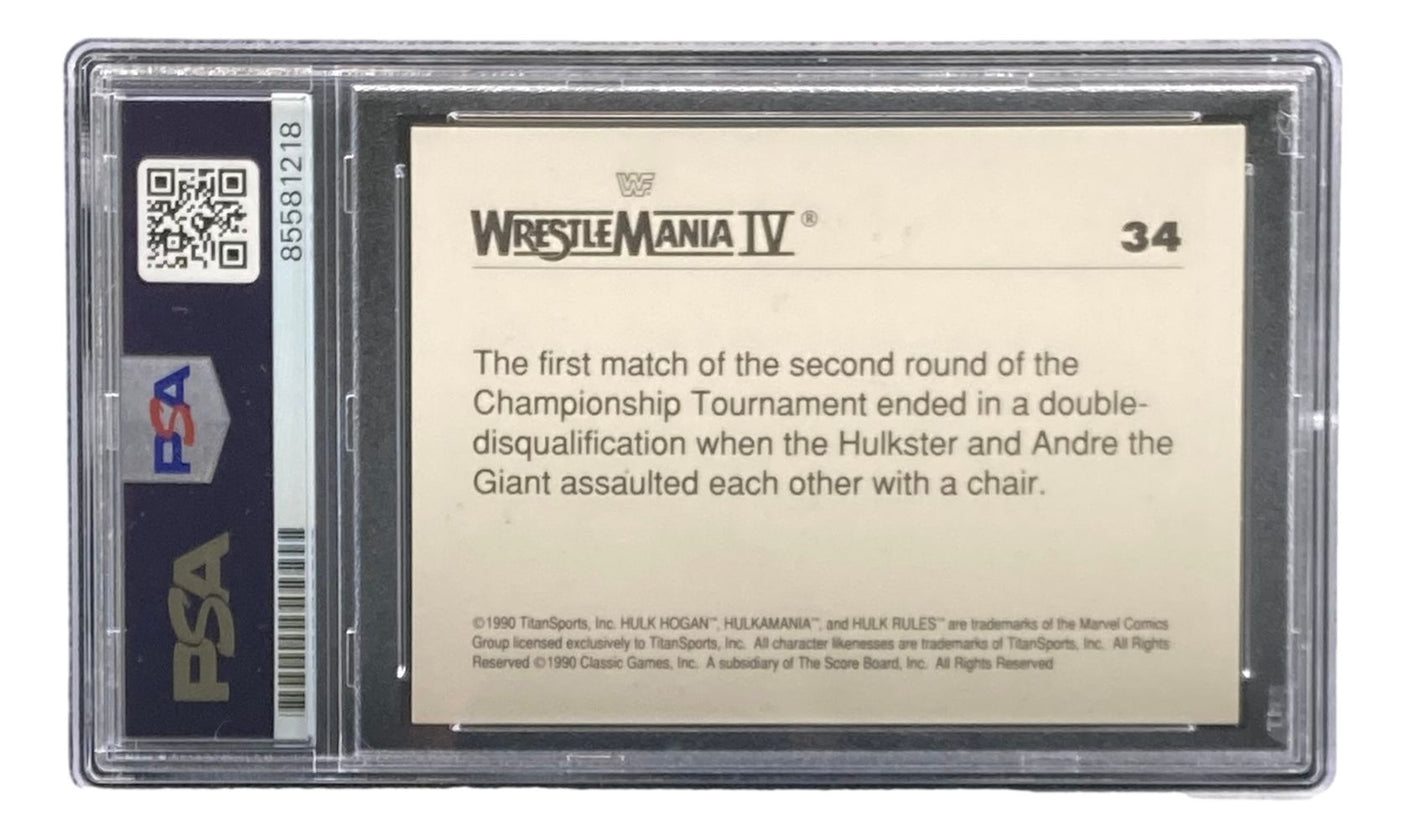 85581218
PSA
PSA
WF
WRESTLEMANIA IV ®
34
The first match of the second round of the
Championship Tournament ended in a double-
disqualification when the Hulkster and Andre the
Giant assaulted each other with a chair.
©1990 TitanSports, Inc. HULK HOGAN™, HULKAMANIA™, and HULK RULES™ are trademarks of the Marvel Comics
Group licensed exclusively to TitanSports, Inc. All character likenesses are trademarks of TitanSports, Inc. All Rights
Reserved ©1990 Classic Games, Inc. A subsidiary of The Score Board, Inc. All Rights Reserved